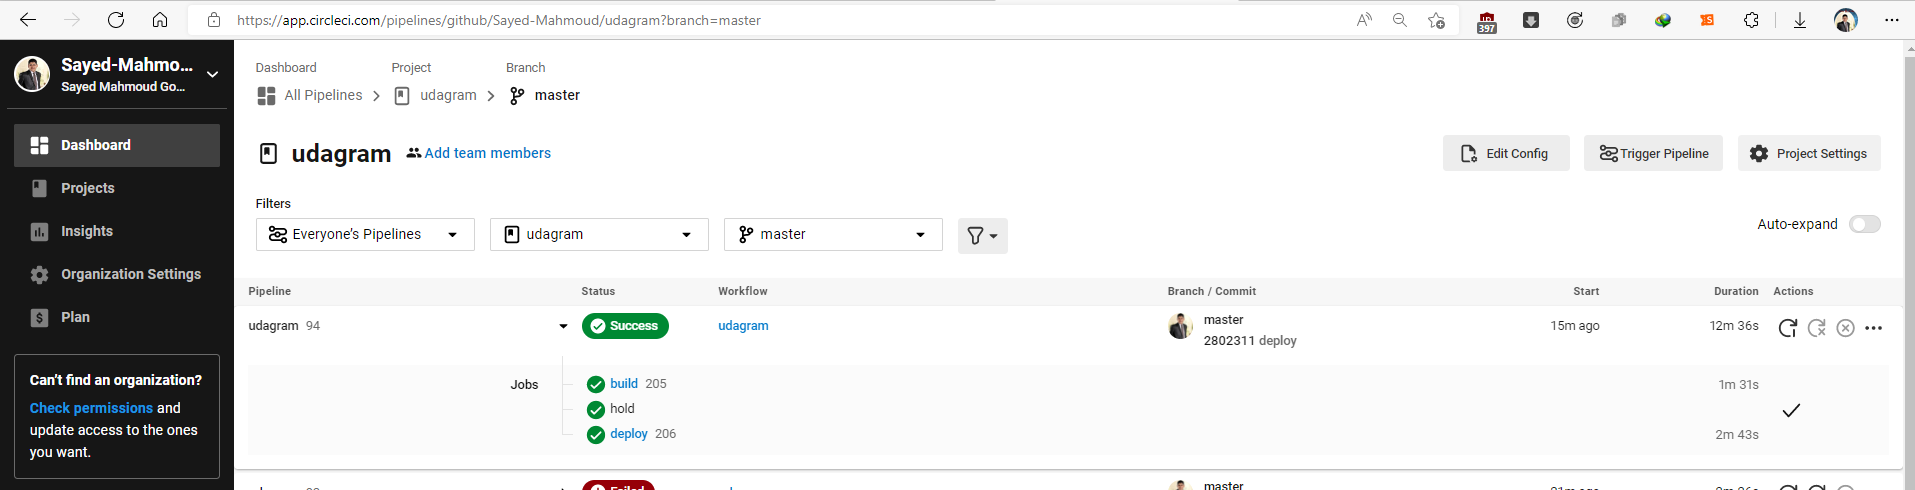 https://app.circleci.com/pipelines/github/Sayed-Mahmoud/udagram?branch=master
397
Sayed-Mahmo...
Sayed Mahmoud Go...
Dashboard
Projects
Insights
Organization Settings
Plan
Can't find an organization?
Check permissions and
update access to the ones
you want.
Dashboard Project Branch
All Pipelines udagram master
udagram Add team members
Edit Config Trigger Pipeline Project Settings
Filters
Everyone's Pipelines udagram master
Auto-expand
Pipeline Status Workflow Branch / Commit Start Duration Actions
udagram 94 Success udagram master 15m ago 12m 36s
2802311 deploy
Jobs build 205 1m 31s
hold
deploy 206 2m 43s
Failed master